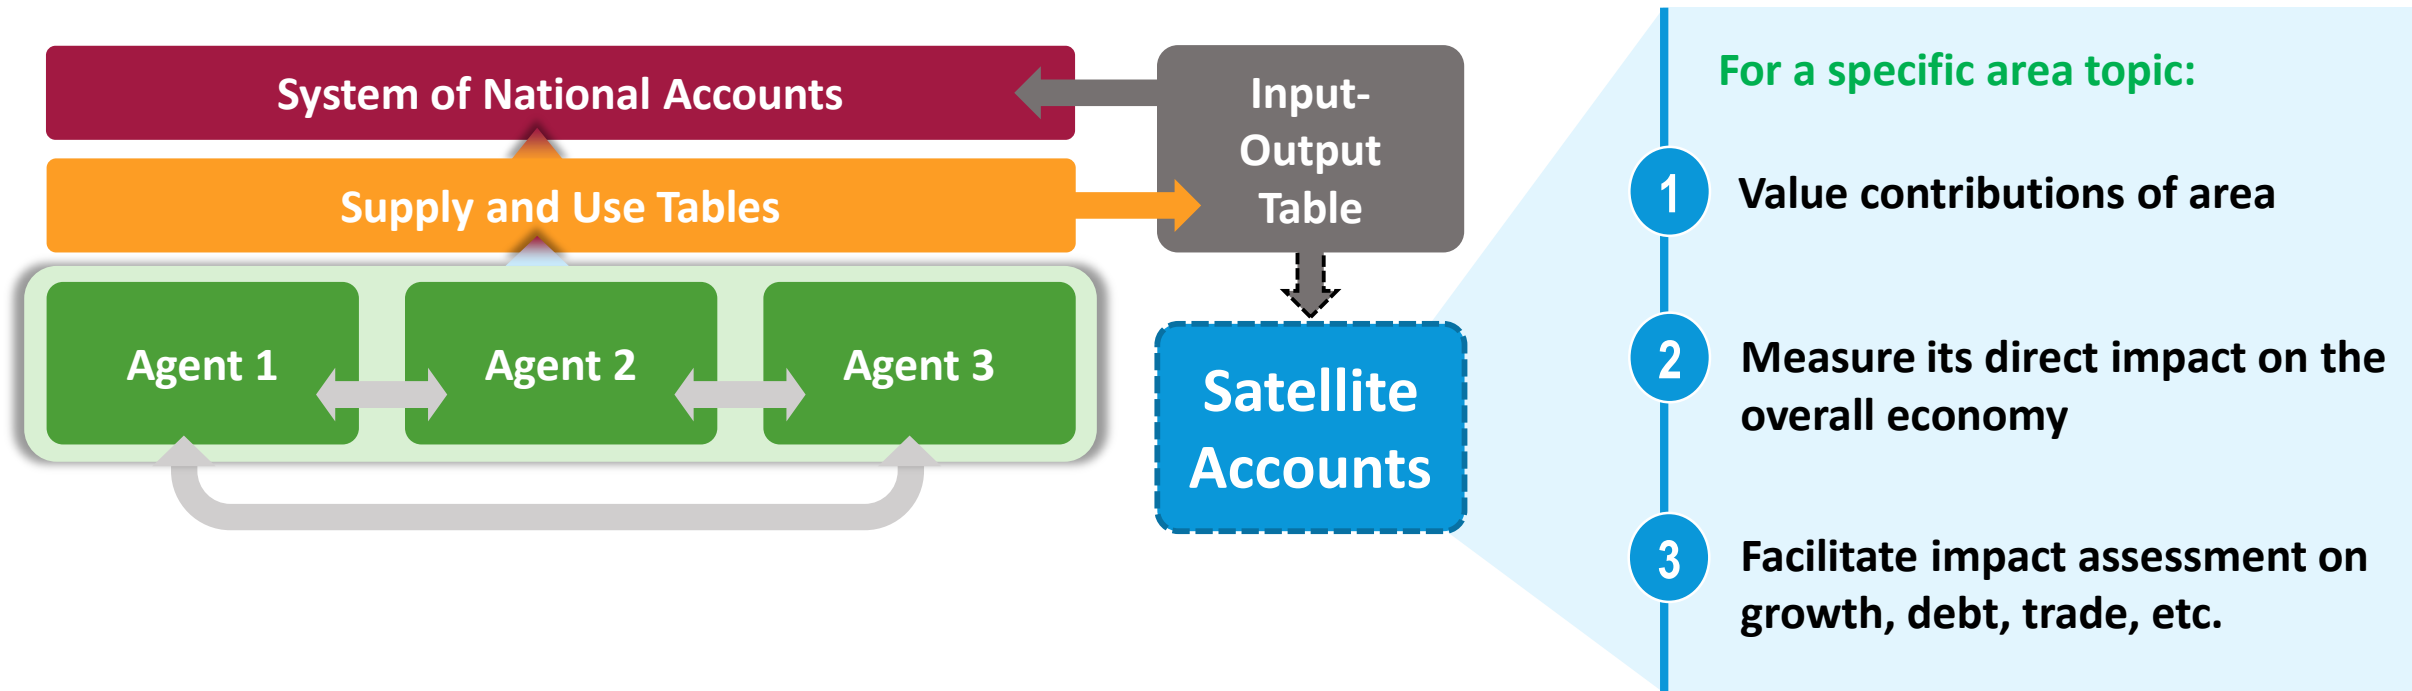 System of National Accounts
Supply and Use Tables
Agent 1
Agent 2
Agent 3
Input-
Output
Table
Satellite
Accounts
For a specific area topic:
1
Value contributions of area
2
Measure its direct impact on the
overall economy
3
Facilitate impact assessment on
growth, debt, trade, etc.